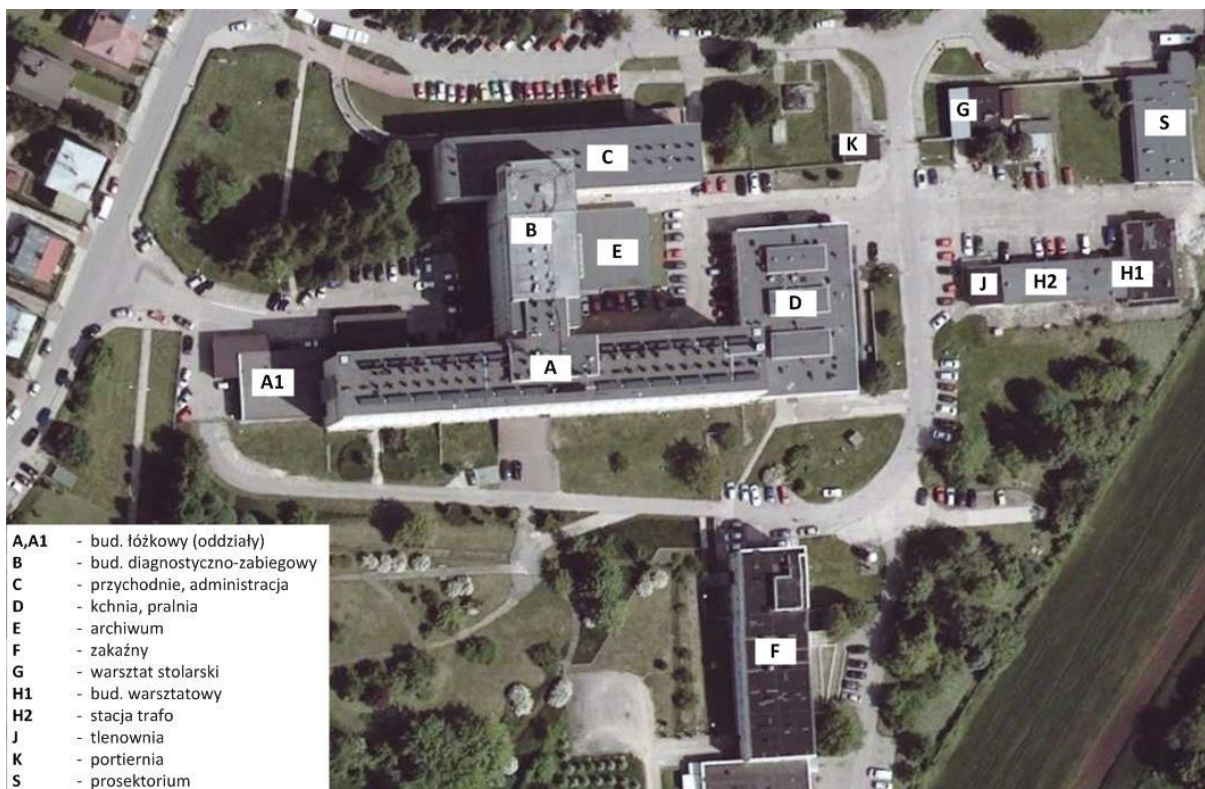 G
S
K
C
B
E
J
H2
H1
D
A
A1
F
A,A1 - bud. łóżkowy (oddziały)
B - bud. diagnostyczno-zabiegowy
C - przychodnie, administracja
D - kchnia, pralnia
E - archiwum
F - zakaźny
G - warsztat stolarski
H1 - bud. warsztatowy
H2 - stacja trafo
J - tlenownia
K - portiernia
S - prosektorium